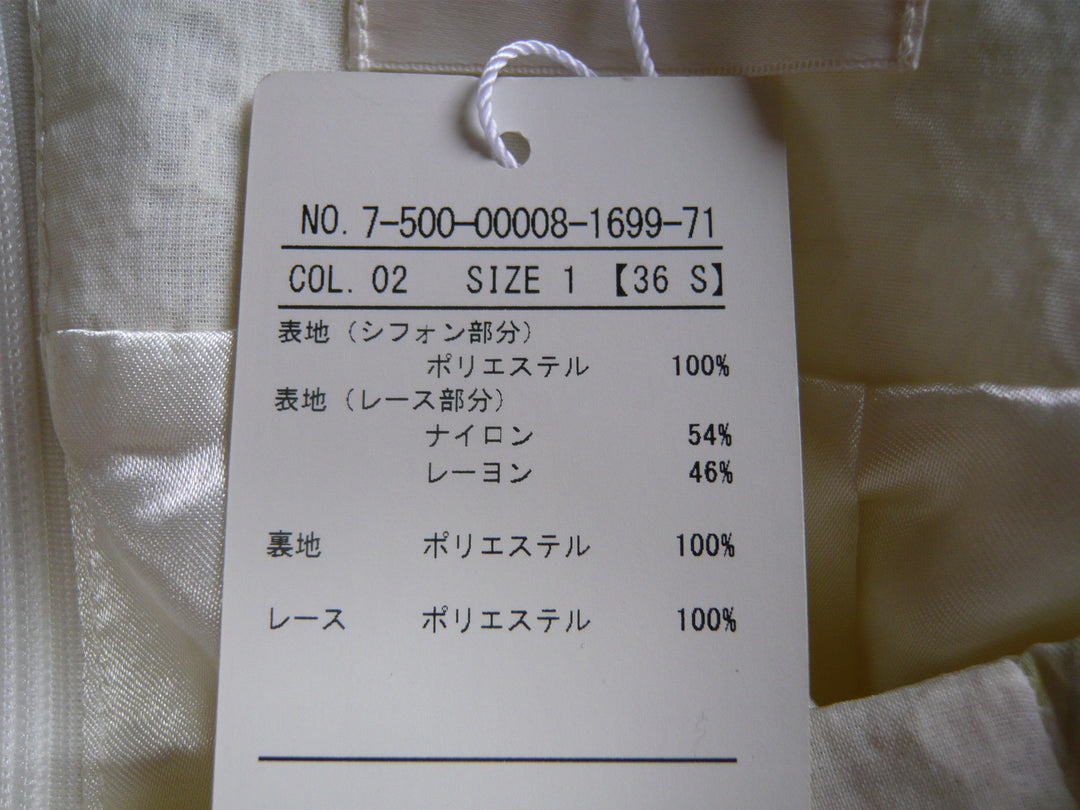 NO. 7-500-00008-1699-71
COL. 02 SIZE 1 【36 S】
表地（シフォン部分）
ポリエステル 100%
表地（レース部分）
ナイロン 54%
レーヨン 46%
裏地 ポリエステル 100%
レース ポリエステル 100%